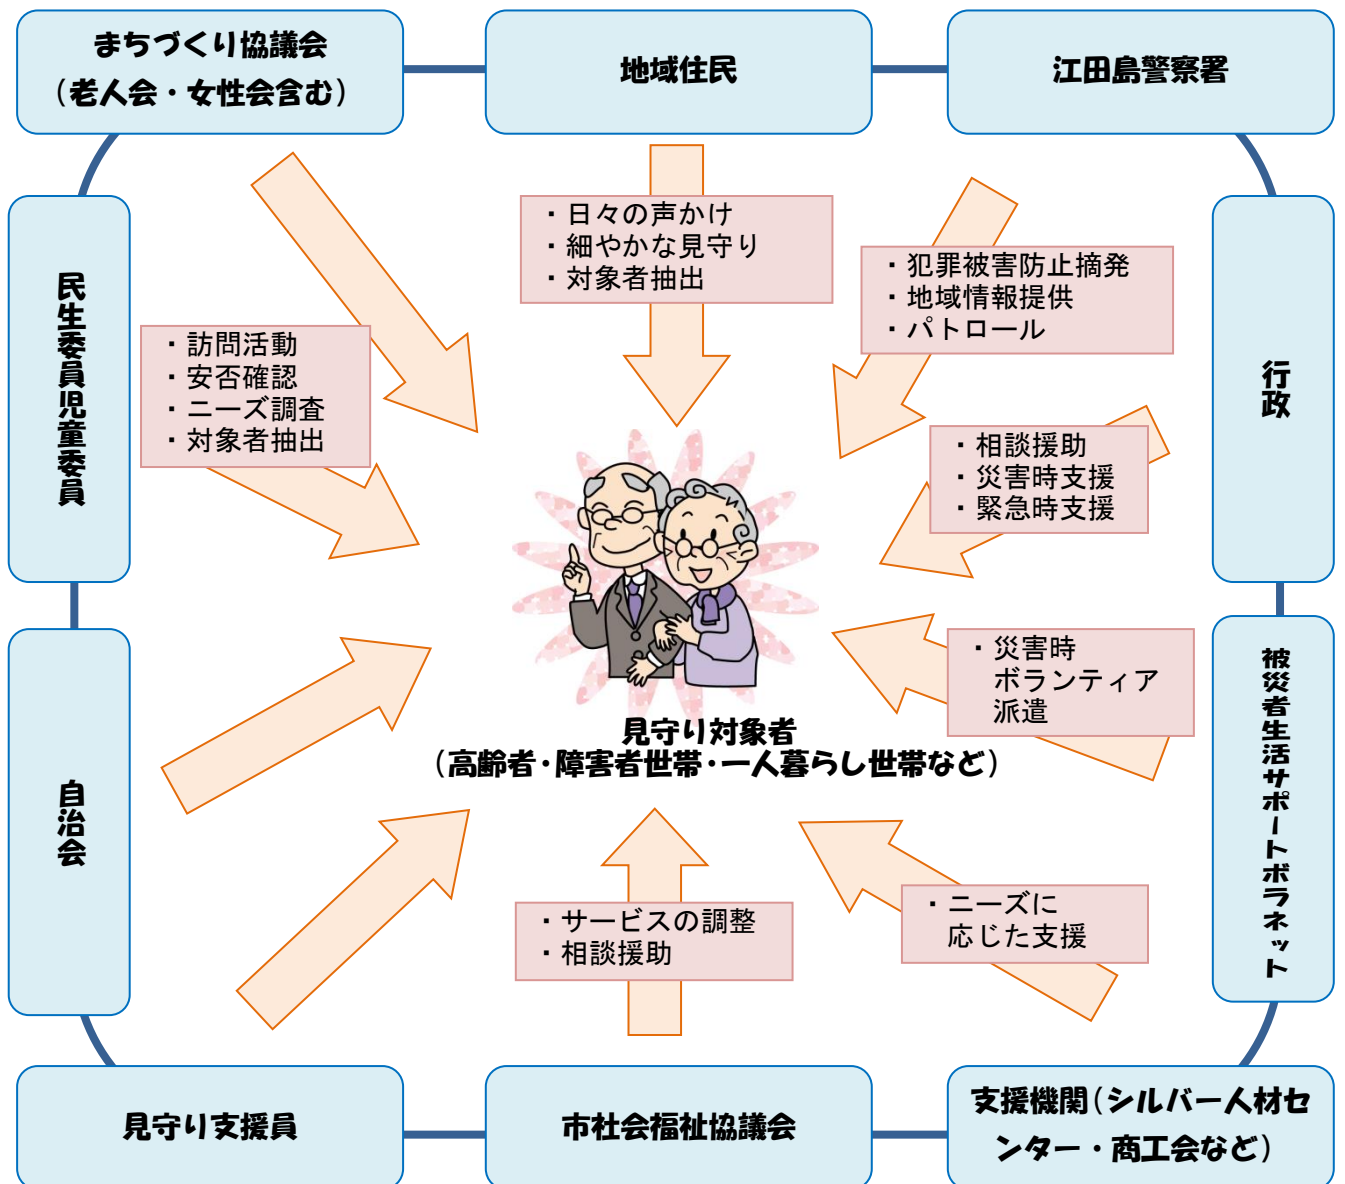 まちづくり協議会
（老人会・女性会含む）
地域住民
江田島警察署
民生委員児童委員
・訪問活動
・安否確認
・ニーズ調査
・対象者抽出
・日々の声かけ
・細やかな見守り
・対象者抽出
・犯罪被害防止摘発
・地域情報提供
・パトロール
行政
・相談援助
・災害時支援
・緊急時支援
自治会
見守り対象者
（高齢者・障害者世帯・一人暮らし世帯など）
・災害時
ボランティア
派遣
被災者生活サポートボラネット
・サービスの調整
・相談援助
・ニーズに
応じた支援
見守り支援員
市社会福祉協議会
支援機関（シルバー人材セ
ンター・商工会など）